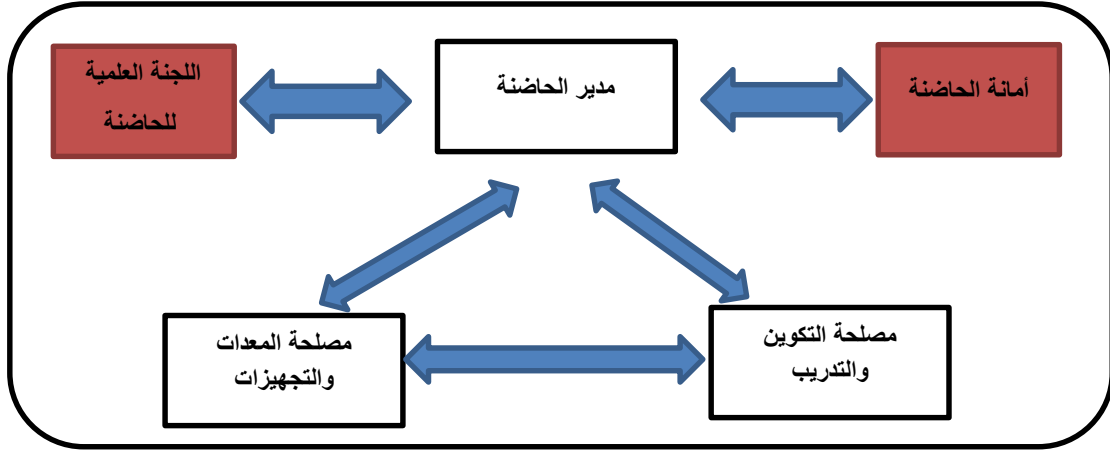 أمانة الحاضنة
مدير الحاضنة
اللجنة العلمية
للحاضنة
مصلحة التكوين
والتدريب
مصلحة المعدات
والتجهيزات